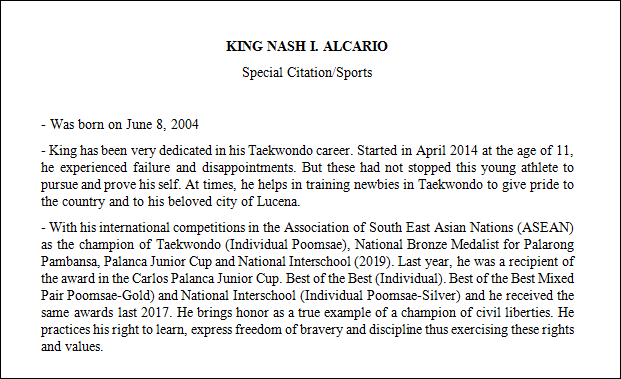 KING NASH I. ALCARIO
Special Citation/Sports
- Was born on June 8, 2004
- King has been very dedicated in his Taekwondo career. Started in April 2014 at the age of 11,
he experienced failure and disappointments. But these had not stopped this young athlete to
pursue and prove his self. At times, he helps in training newbies in Taekwondo to give pride to
the country and to his beloved city of Lucena.
- With his international competitions in the Association of South East Asian Nations (ASEAN)
as the champion of Taekwondo (Individual Poomsae), National Bronze Medalist for Palarong
Pambansa, Palanca Junior Cup and National Interschool (2019). Last year, he was a recipient of
the award in the Carlos Palanca Junior Cup. Best of the Best (Individual). Best of the Best Mixed
Pair Poomsae-Gold) and National Interschool (Individual Poomsae-Silver) and he received the
same awards last 2017. He brings honor as a true example of a champion of civil liberties. He
practices his right to learn, express freedom of bravery and discipline thus exercising these rights
and values.